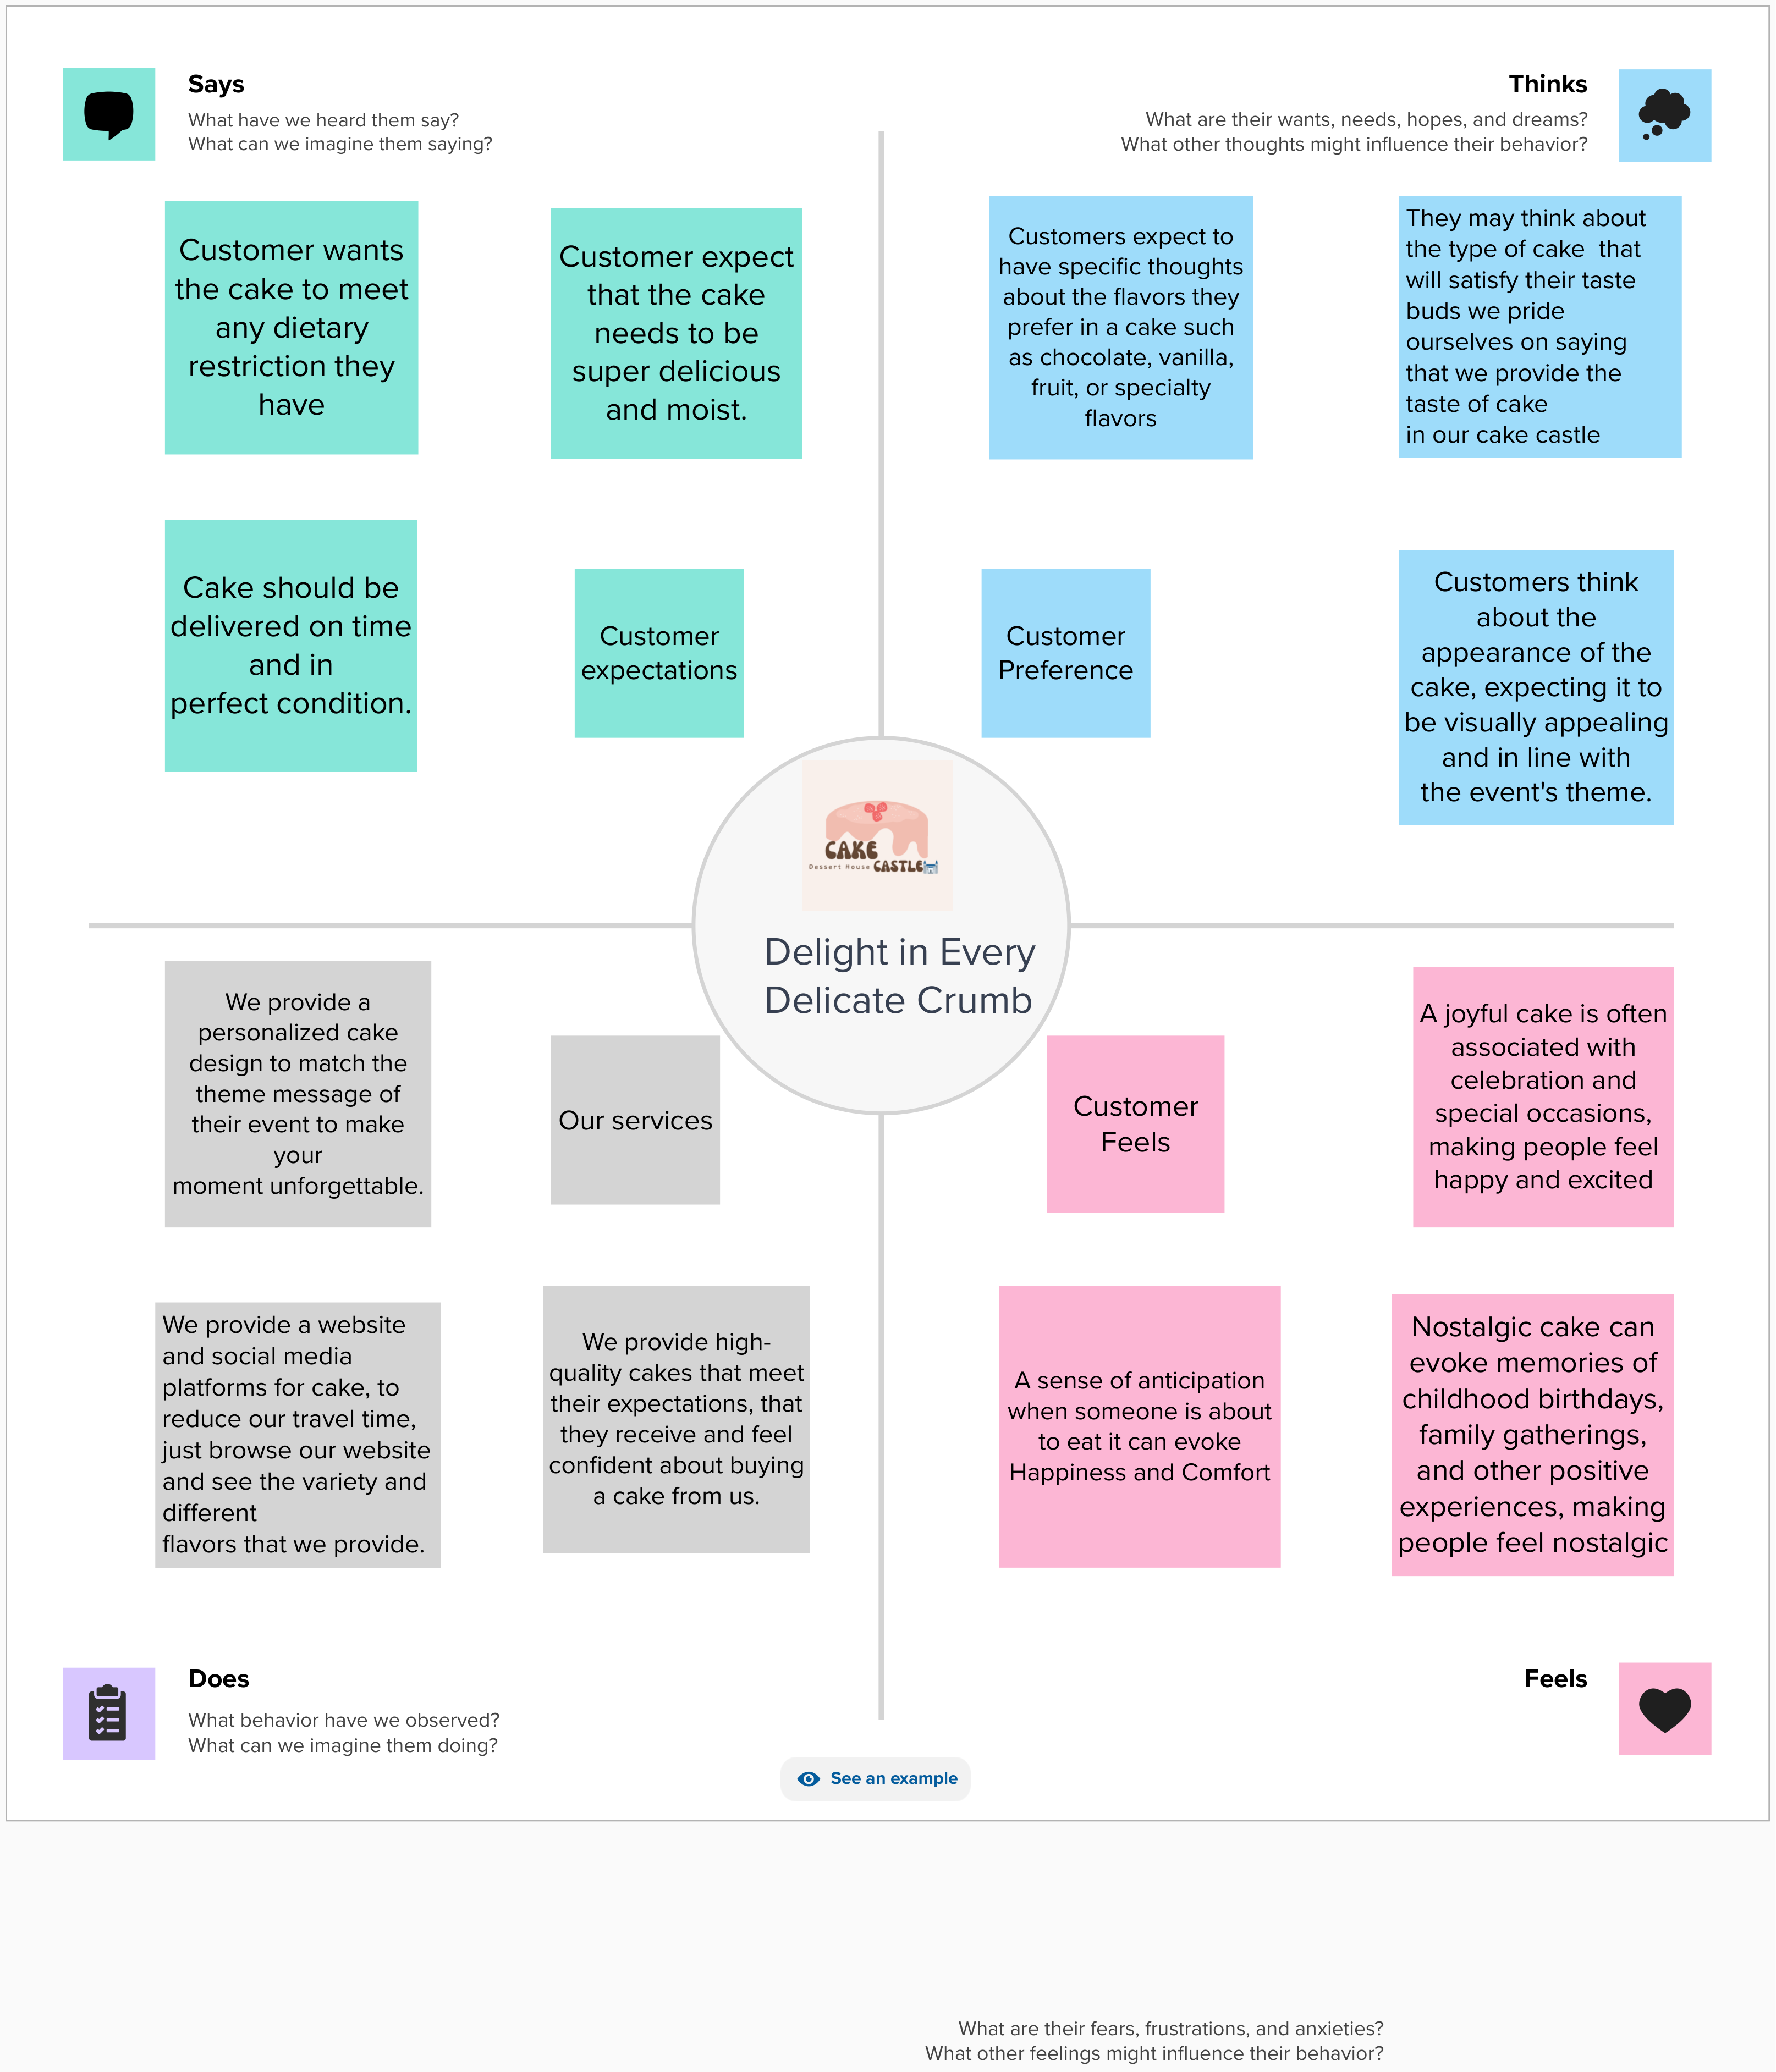 Says
What have we heard them say?
What can we imagine them saying?
Thinks
What are their wants, needs, hopes, and dreams?
What other thoughts might influence their behavior?
Customer wants
the cake to meet
any dietary
restriction they
have
Customer expect
that the cake
needs to be
super delicious
and moist.
Customers expect to
have specific thoughts
about the flavors they
prefer in a cake such
as chocolate, vanilla,
fruit, or specialty
flavors
They may think about
the type of cake  that
will satisfy their taste
buds we pride
ourselves on saying
that we provide the
taste of cake
in our cake castle
Cake should be
delivered on time
and in
perfect condition.
Customer
expectations
Customer
Preference
Customers think
about the
appearance of the
cake, expecting it to
be visually appealing
and in line with
the event's theme.
CAKE
Dessert House CASTLE
Delight in Every
Delicate Crumb
We provide a
personalized cake
design to match the
theme message of
their event to make
your
moment unforgettable.
Our services
Customer
Feels
A joyful cake is often
associated with
celebration and
special occasions,
making people feel
happy and excited
We provide a website
and social media
platforms for cake, to
reduce our travel time,
just browse our website
and see the variety and
different
flavors that we provide.
We provide high-
quality cakes that meet
their expectations, that
they receive and feel
confident about buying
a cake from us.
A sense of anticipation
when someone is about
to eat it can evoke
Happiness and Comfort
Nostalgic cake can
evoke memories of
childhood birthdays,
family gatherings,
and other positive
experiences, making
people feel nostalgic
Does
What behavior have we observed?
What can we imagine them doing?
Feels
See an example
What are their fears, frustrations, and anxieties?
What other feelings might influence their behavior?